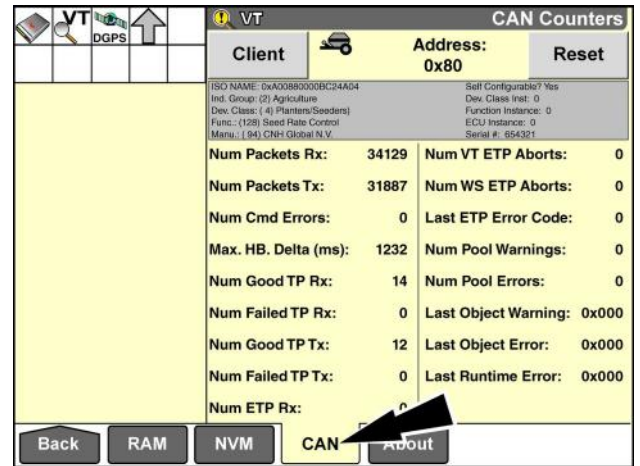 VT
DGPS
VT
CAN Counters
Client
Address:
0x80
Reset
ISO NAME: 0xA00880000BC24A04
Ind. Group: (2) Agriculture
Dev. Class: ( 4) Planters/Seeders)
Func.: (128) Seed Rate Control
Manu.: ( 94) CNH Global N.V.
Self Configurable? Yes
Dev. Class Inst: 0
Function Instance: 0
ECU Instance: 0
Serial #: 654321
Num Packets Rx: 34129
Num Packets Tx: 31887
Num Cmd Errors: 0
Max. HB. Delta (ms): 1232
Num Good TP Rx: 14
Num Failed TP Rx: 0
Num Good TP Tx: 12
Num Failed TP Tx: 0
Num ETP Rx:
Num VT ETP Aborts: 0
Num WS ETP Aborts: 0
Last ETP Error Code: 0
Num Pool Warnings: 0
Num Pool Errors: 0
Last Object Warning: 0x000
Last Object Error: 0x000
Last Runtime Error: 0x000
Back
RAM
NVM
CAN
About